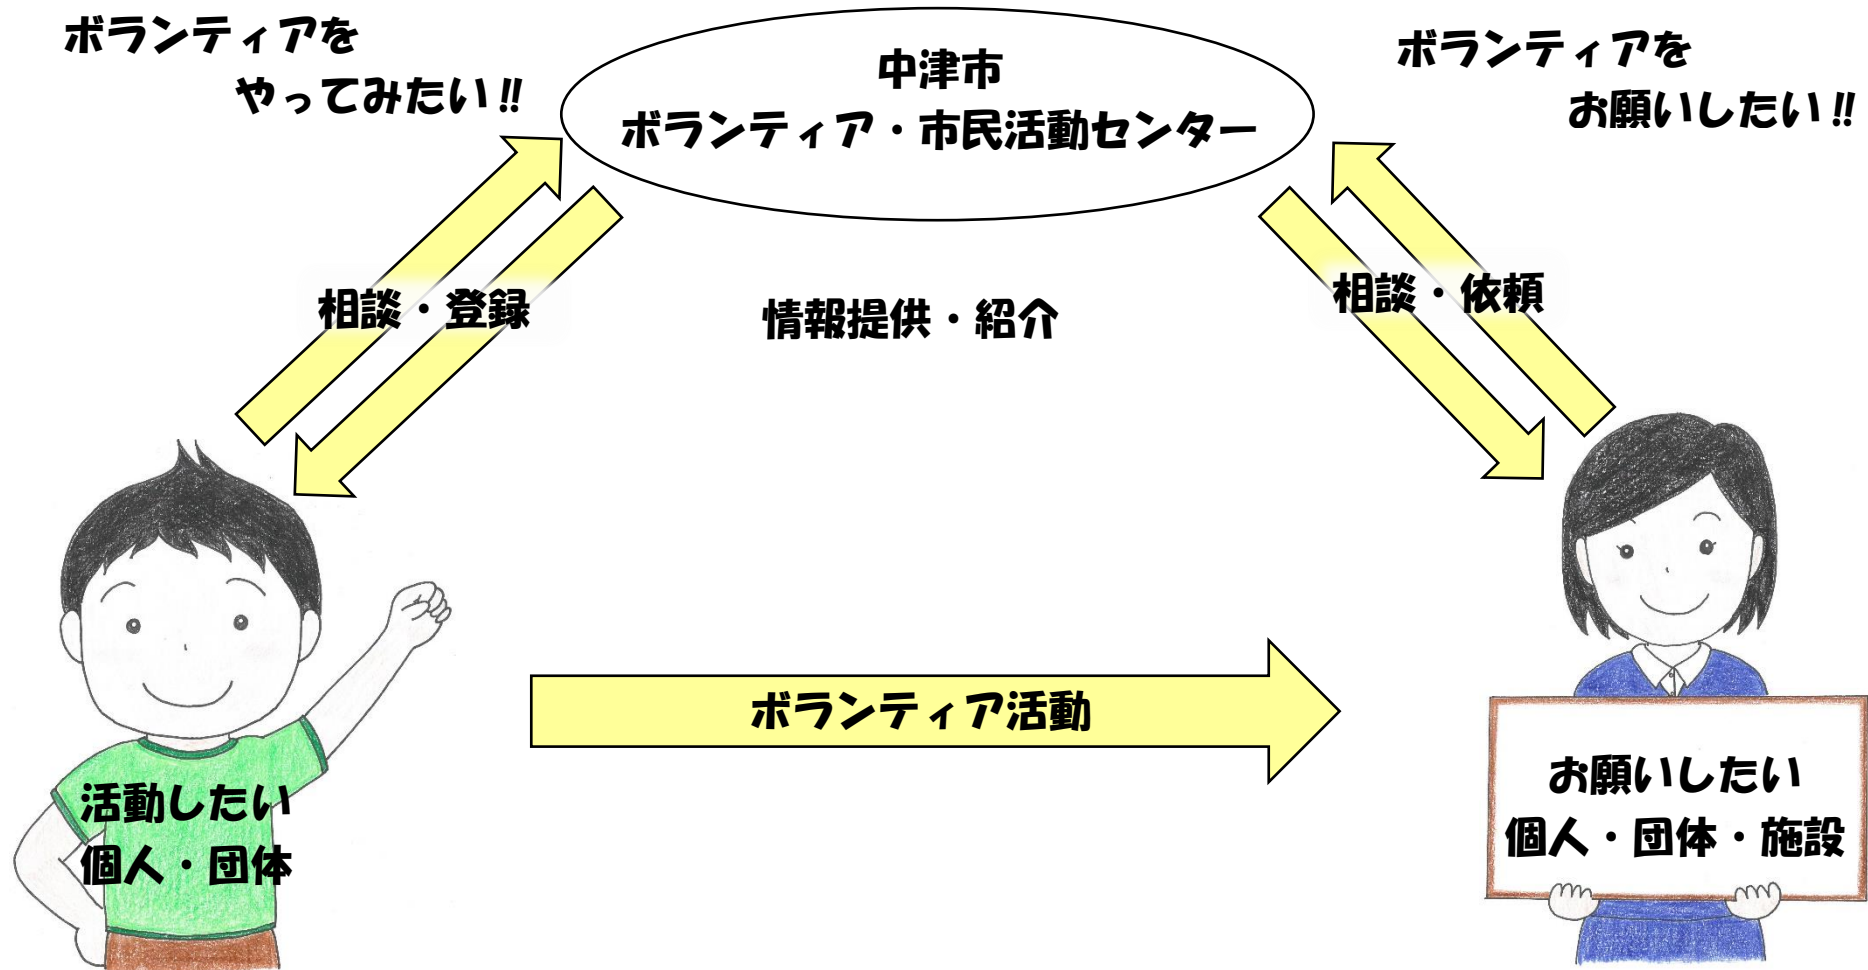 ボランティアを
やってみたい‼
中津市
ボランティア・市民活動センター
ボランティアを
お願いしたい‼
相談・登録
情報提供・紹介
相談・依頼
ボランティア活動
活動したい
個人・団体
お願いしたい
個人・団体・施設